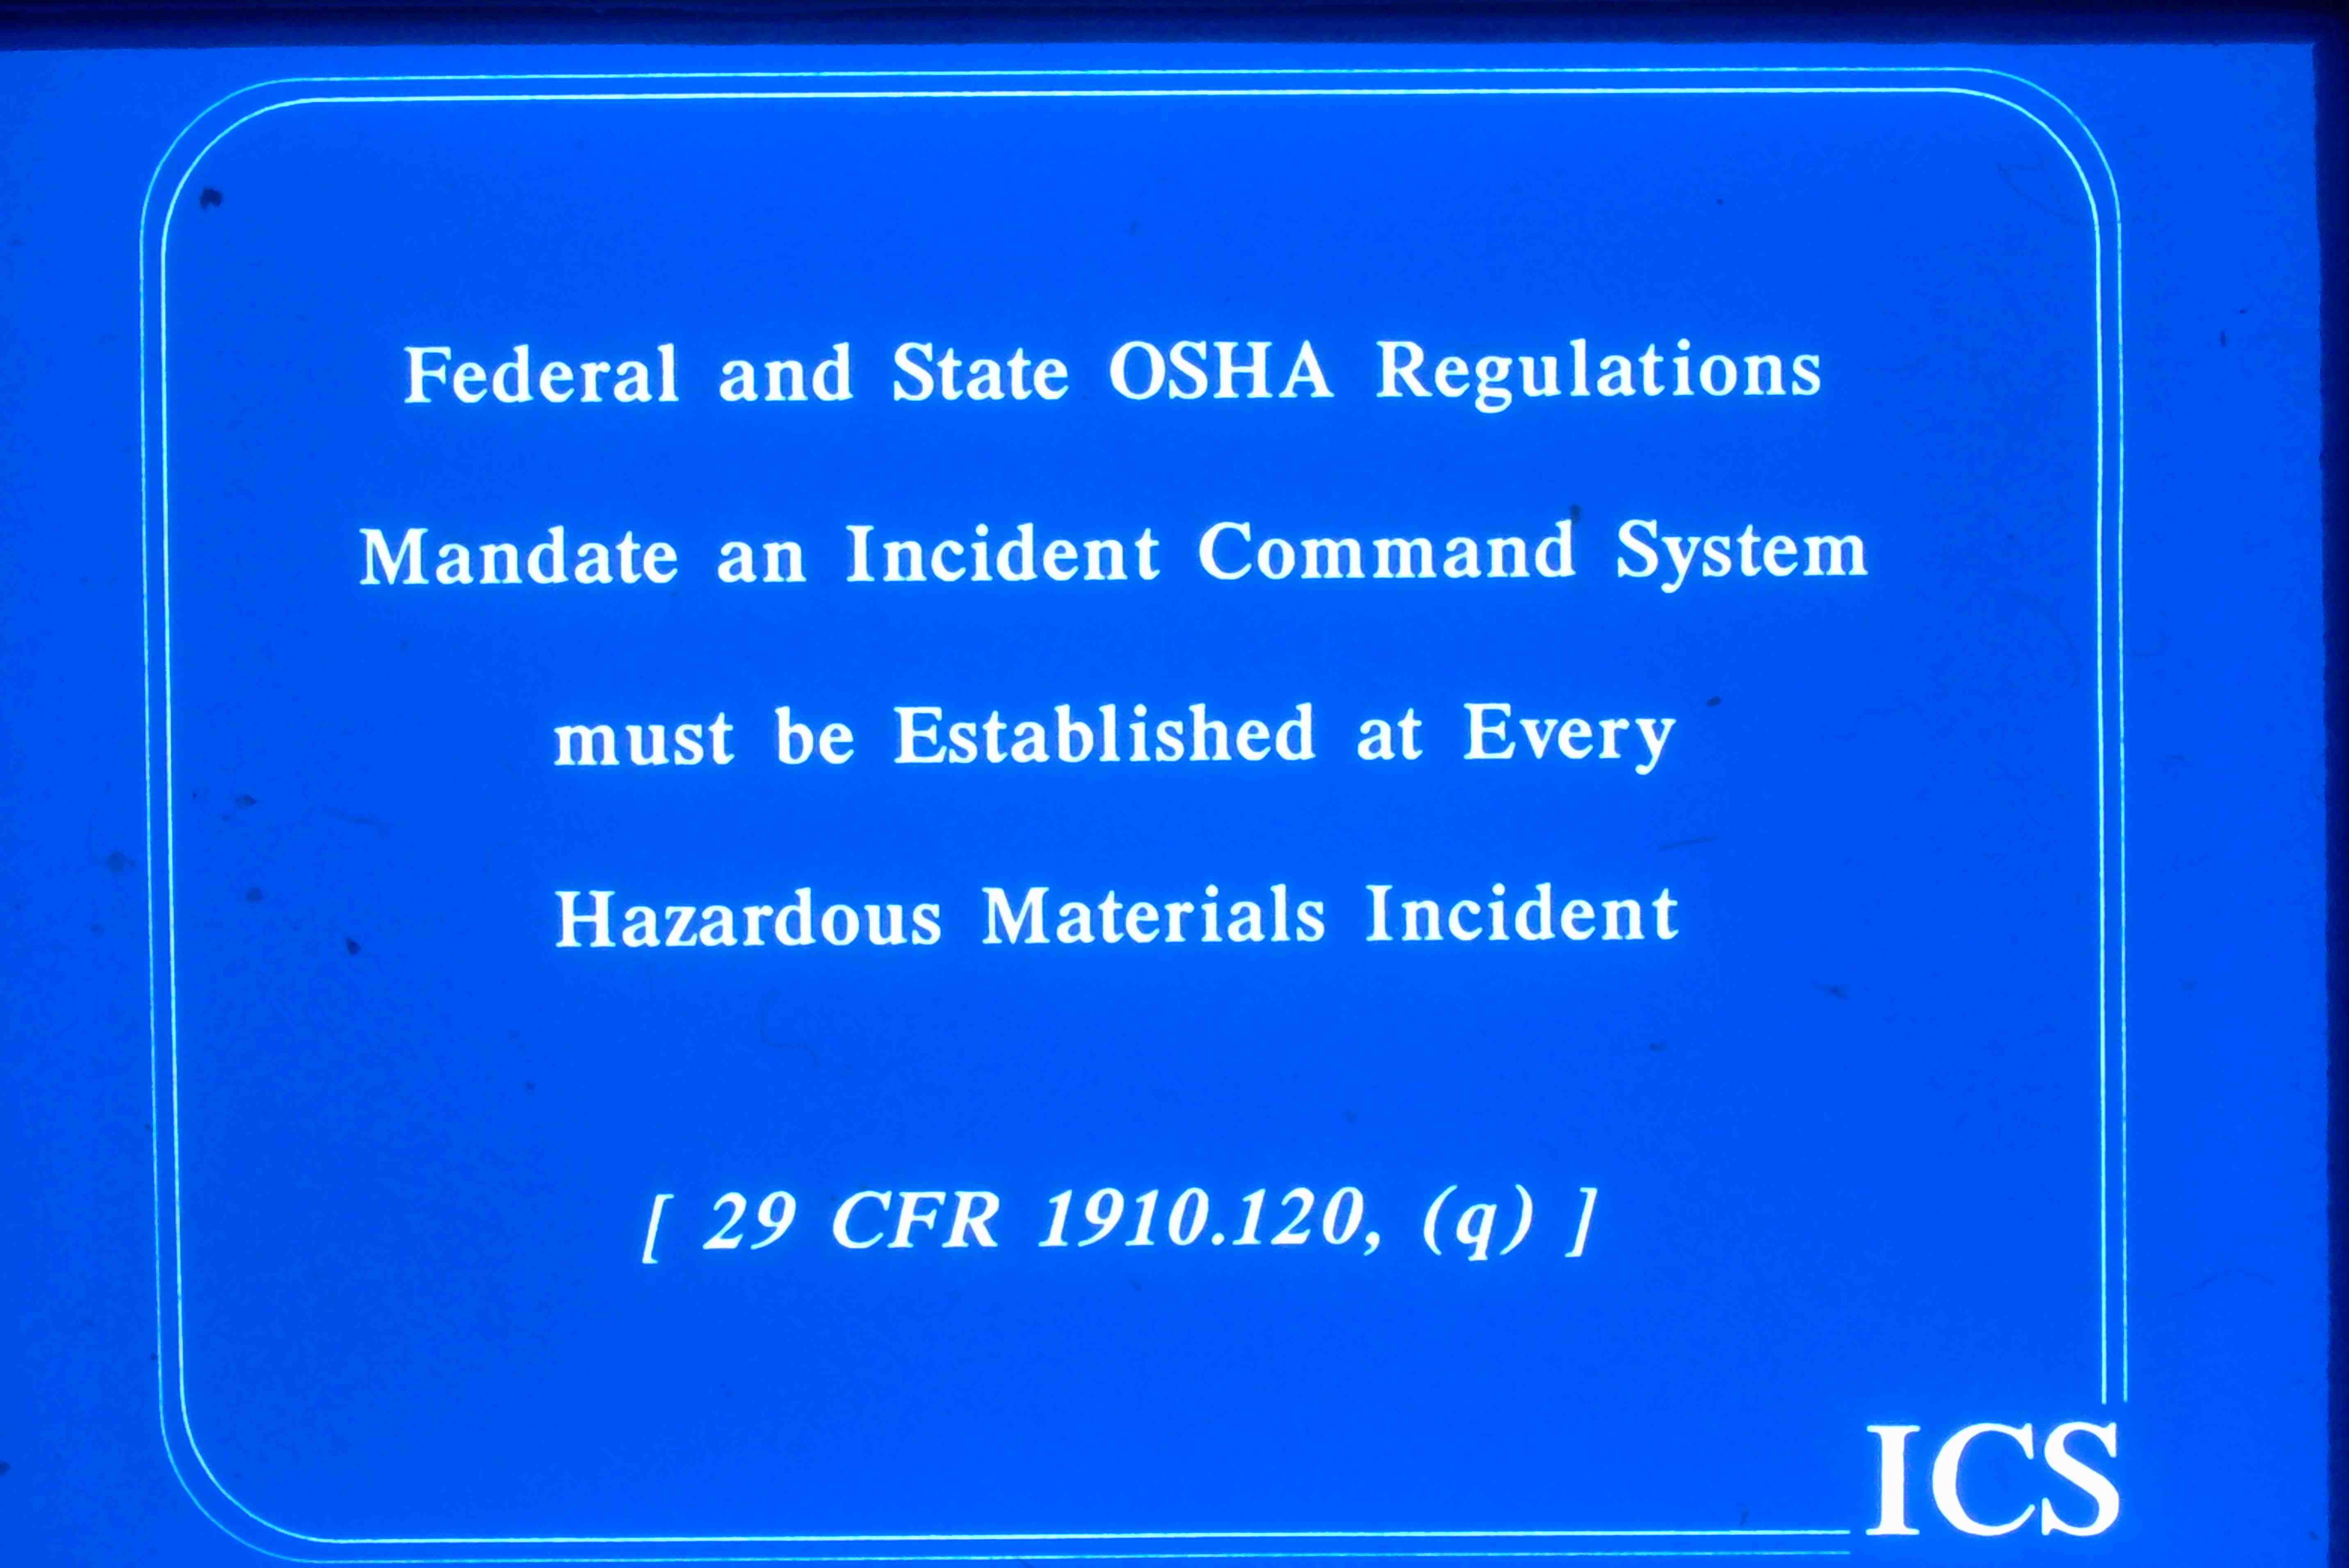 Federal and State OSHA Regulations
Mandate an Incident Command System
must be Established at Every
Hazardous Materials Incident
[ 29 CFR 1910.120, (q) ]
ICS